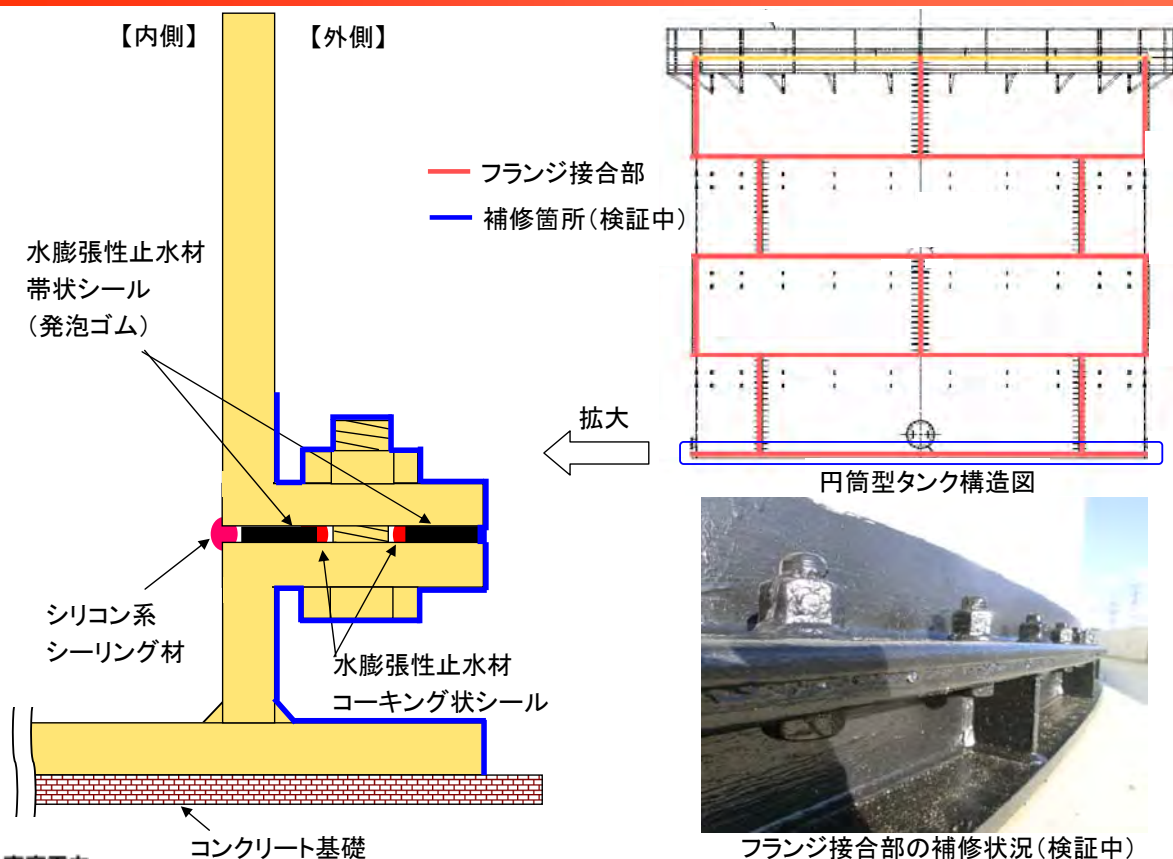 【内側】
【外側】
フランジ接合部
補修箇所(検証中)
水膨張性止水材
帯状シール
(発泡ゴム)
拡大
円筒型タンク構造図
シリコン系
シーリング材
水膨張性止水材
コーキング状シール
コンクリート基礎
フランジ接合部の補修状況(検証中)